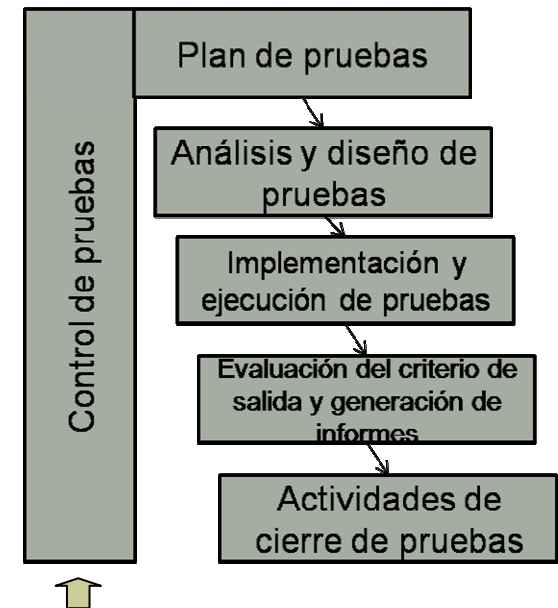 Control de pruebas
Plan de pruebas
Análisis y diseño de
pruebas
Implementación y
ejecución de pruebas
Evaluación del criterio de
salida y generación de
informes
Actividades de
cierre de pruebas